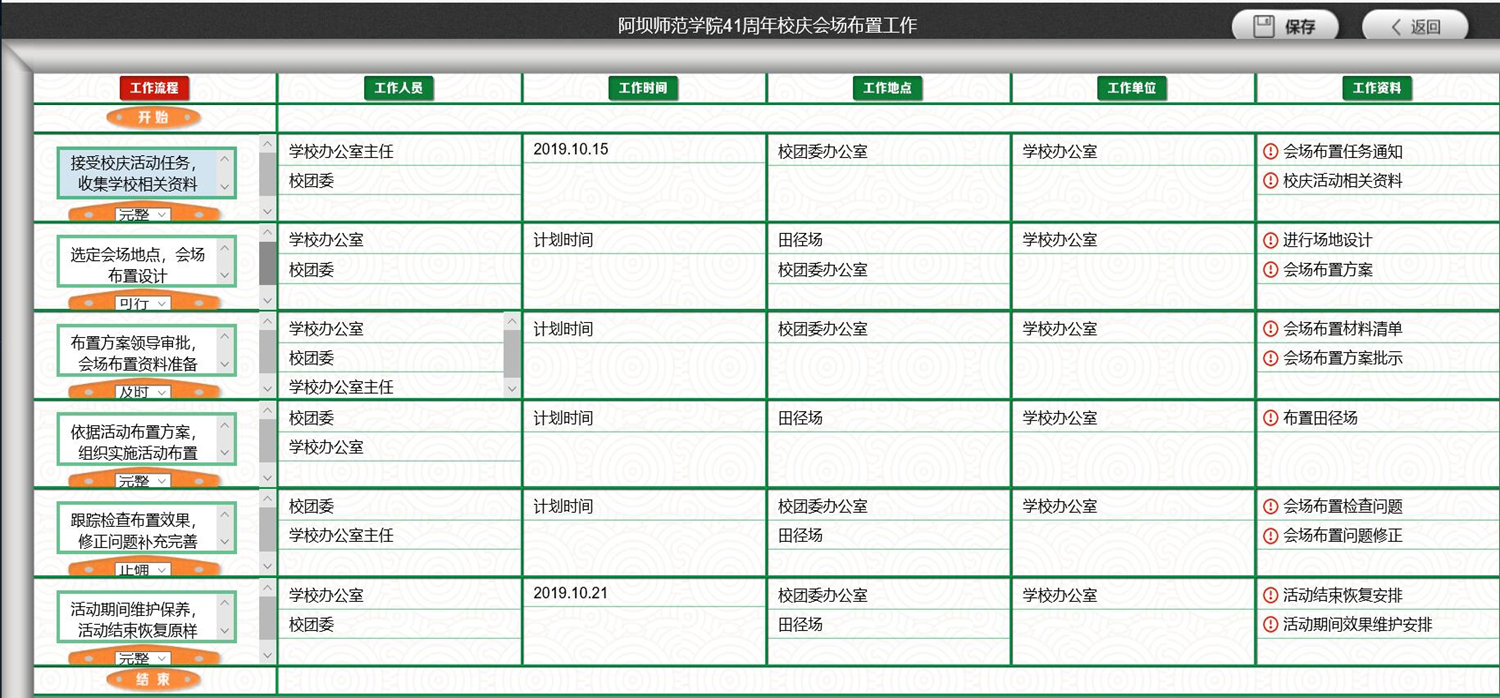 阿坝师范学院41周年校庆会场布置工作
保存
返回
工作流程
工作人员
工作时间
工作地点
工作单位
工作资料
开始
接受校庆活动任务，
收集学校相关资料
完整
学校办公室主任
校团委
2019.10.15
校团委办公室
学校办公室
会场布置任务通知
校庆活动相关资料
选定会场地点，会场
布置设计
可行
学校办公室
校团委
计划时间
田径场
校团委办公室
学校办公室
进行场地设计
会场布置方案
布置方案领导审批，
会场布置资料准备
及时
学校办公室
校团委
学校办公室主任
计划时间
校团委办公室
学校办公室
会场布置材料清单
会场布置方案批示
依据活动布置方案，
组织实施活动布置
完整
校团委
学校办公室
计划时间
田径场
学校办公室
布置田径场
跟踪检查布置效果，
修正问题补充完善
校团委
学校办公室主任
计划时间
校团委办公室
田径场
学校办公室
会场布置检查问题
会场布置问题修正
活动期间维护保养，
活动结束恢复原样
完整
学校办公室
校团委
2019.10.21
校团委办公室
田径场
学校办公室
活动结束恢复安排
活动期间效果维护安排
结束